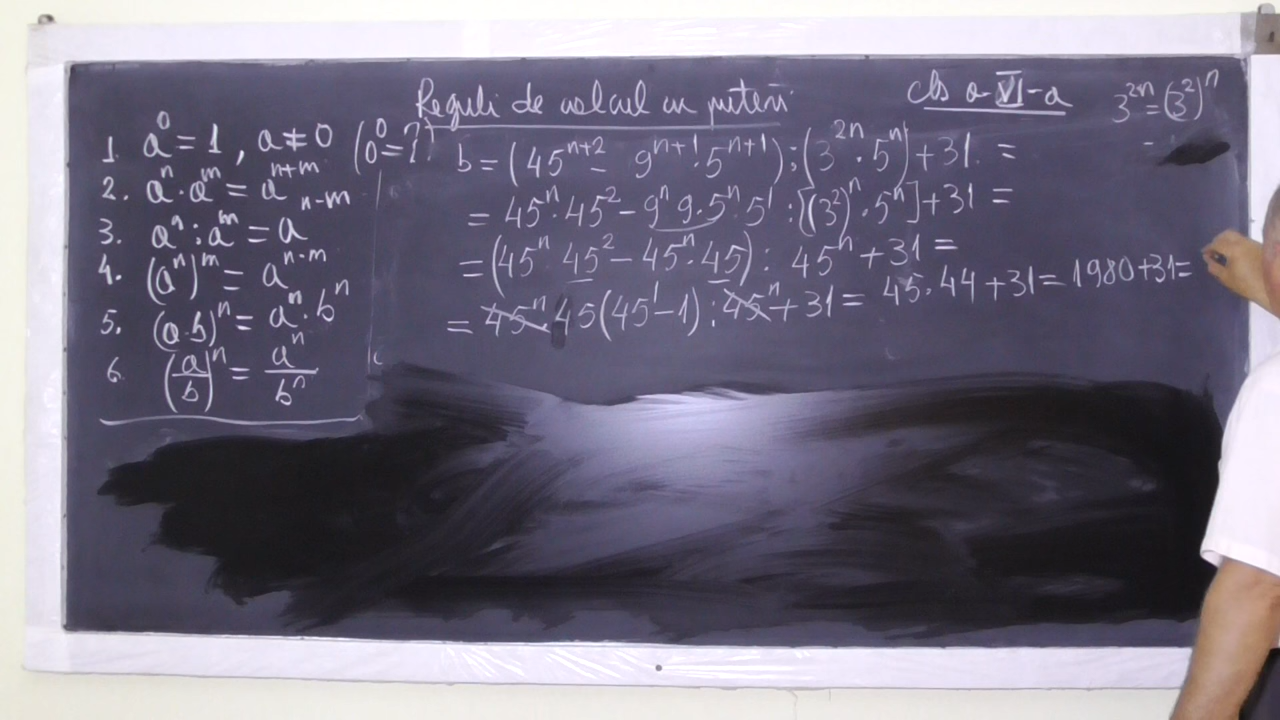 Reguli de calcul cu puteri
cls a-VI-a
3^{2n}=(3^2)^n
1. a^0 = 1, a ≠ 0 (0^0=?)
2. a^n · a^m = a^{n+m}
3. a^n : a^m = a^{n-m}
4. (a^n)^m = a^{n·m}
5. (a·b)^n = a^n · b^n
6. (a/b)^n = a^n/b^n
b = (45^{n+2} - 9^{n+1} · 5^{n+1}) : (3^{2n} · 5^n) + 31 =
= 45^n · 45^2 - 9^n · 9 · 5^n · 5^1 : [(3^2)^n · 5^n] + 31 =
= (45^n · 45^2 - 45^n · 45) : 45^n + 31 =
= 45^n · 45(45^1 - 1) : 45^n + 31 = 45 · 44 + 31 = 1980 + 31 =